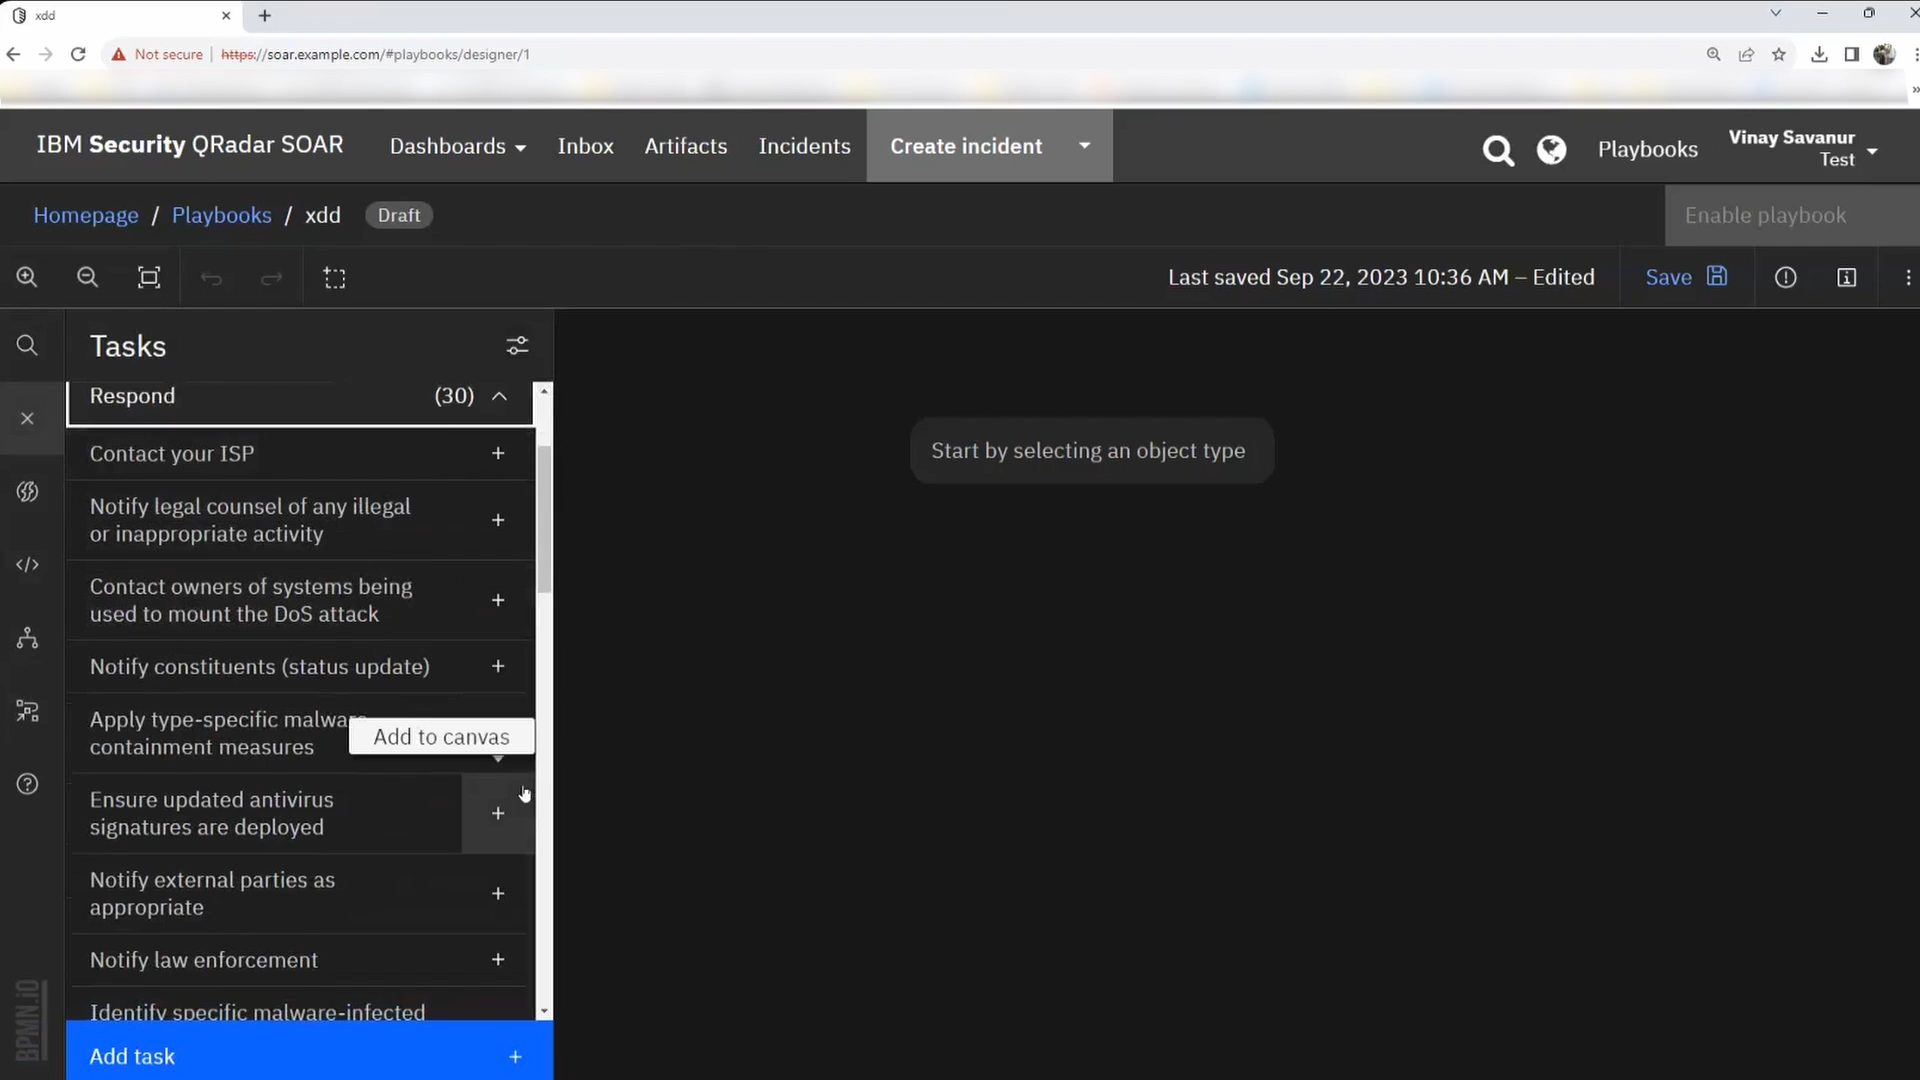 xdd
Not secure
https://soar.example.com/#playbooks/designer/1
IBM Security QRadar SOAR
Dashboards
Inbox
Artifacts
Incidents
Create incident
Playbooks
Vinay Savanur
Test
Homepage / Playbooks / xdd
Draft
Enable playbook
Last saved Sep 22, 2023 10:36 AM – Edited
Save
Tasks
Respond (30)
Contact your ISP
Notify legal counsel of any illegal
or inappropriate activity
Contact owners of systems being
used to mount the DoS attack
Notify constituents (status update)
Apply type-specific malware
containment measures
Add to canvas
Ensure updated antivirus
signatures are deployed
Notify external parties as
appropriate
Notify law enforcement
Identify specific malware-infected
Add task
Start by selecting an object type
BPMN.iO